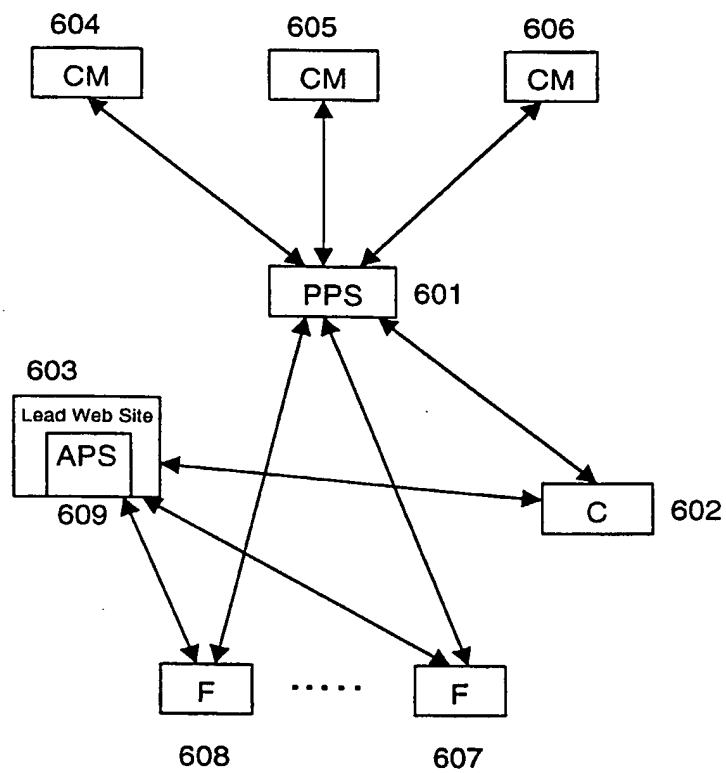 604
605
606
CM
CM
CM
PPS
601
603
Lead Web Site
APS
609
C
602
F
.....
F
608
607